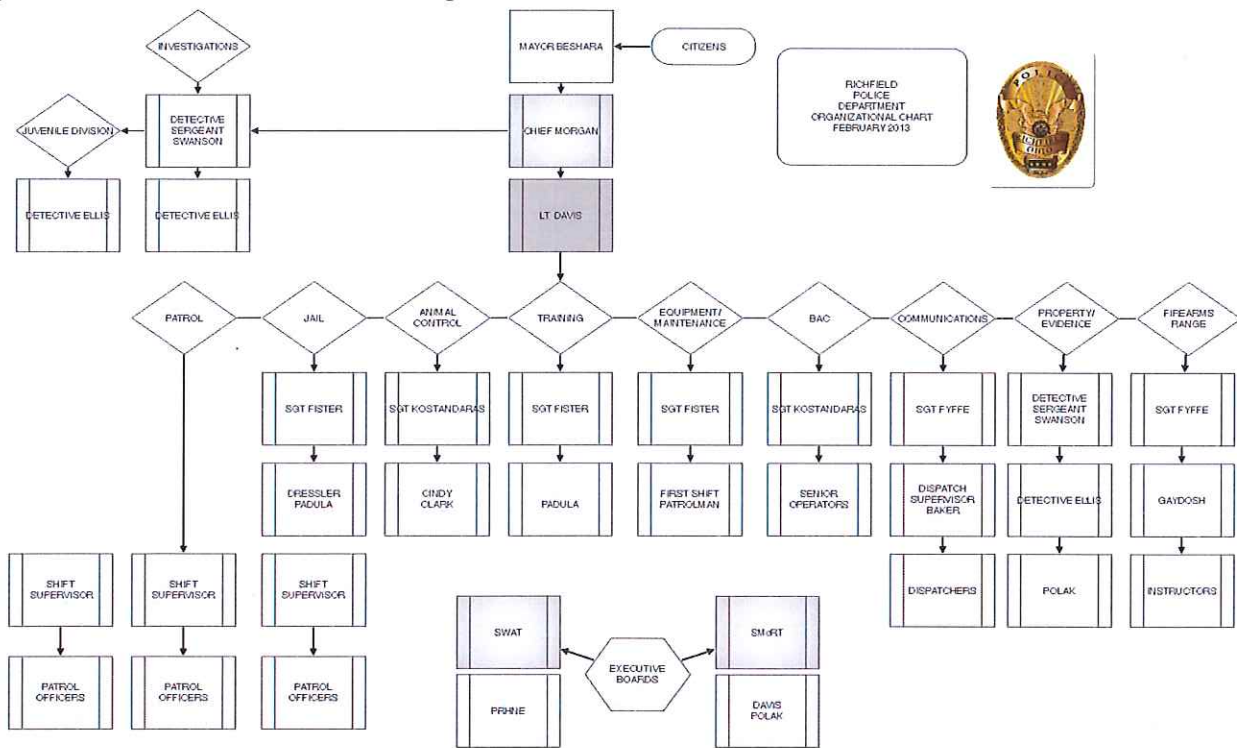 INVESTIGATIONS
MAYOR BESHARA
CITIZENS
RICHFIELD
POLICE
DEPARTMENT
ORGANIZATIONAL CHART
FEBRUARY 2013
POLICE
RICHFIELD
OHIO
JUVENILE DIVISION
DETECTIVE
SERGEANT
SWANSON
CHIEF MORGAN
DETECTIVE ELLIS
DETECTIVE ELLIS
LT. DAVIS
PATROL
JAIL
ANIMAL
CONTROL
TRAINING
EQUIPMENT/
MAINTENANCE
BAC
COMMUNICATIONS
PROPERTY/
EVIDENCE
FIREARMS
RANGE
SGT FISTER
SGT KOSTANDARAS
SGT FISTER
SGT FISTER
SGT KOSTANDARAS
SGT FYFFE
DETECTIVE
SERGEANT
SWANSON
SGT FYFFE
DRESSLER
PADULA
CINDY
CLARK
PADULA
FIRST SHIFT
PATROLMAN
SENIOR
OPERATORS
DISPATCH
SUPERVISOR
BAKER
DETECTIVE ELLIS
GAYDOSH
SHIFT
SUPERVISOR
SHIFT
SUPERVISOR
SHIFT
SUPERVISOR
DISPATCHERS
POLAK
INSTRUCTORS
SWAT
EXECUTIVE
BOARDS
SMcRT
PATROL
OFFICERS
PATROL
OFFICERS
PATROL
OFFICERS
PRHNE
DAVIS
POLAK